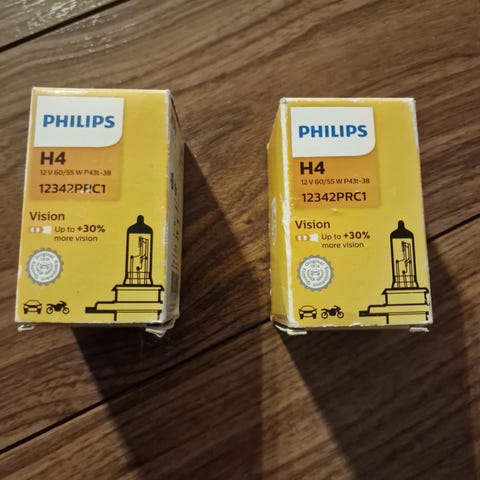 PHILIPS
H4
12 V 60/55 W P43t-38
12342PRC1
Vision
Up to +30%
more vision
PHILIPS
H4
12 V 60/55 W P43t-38
12342PRC1
Vision
Up to +30%
more vision